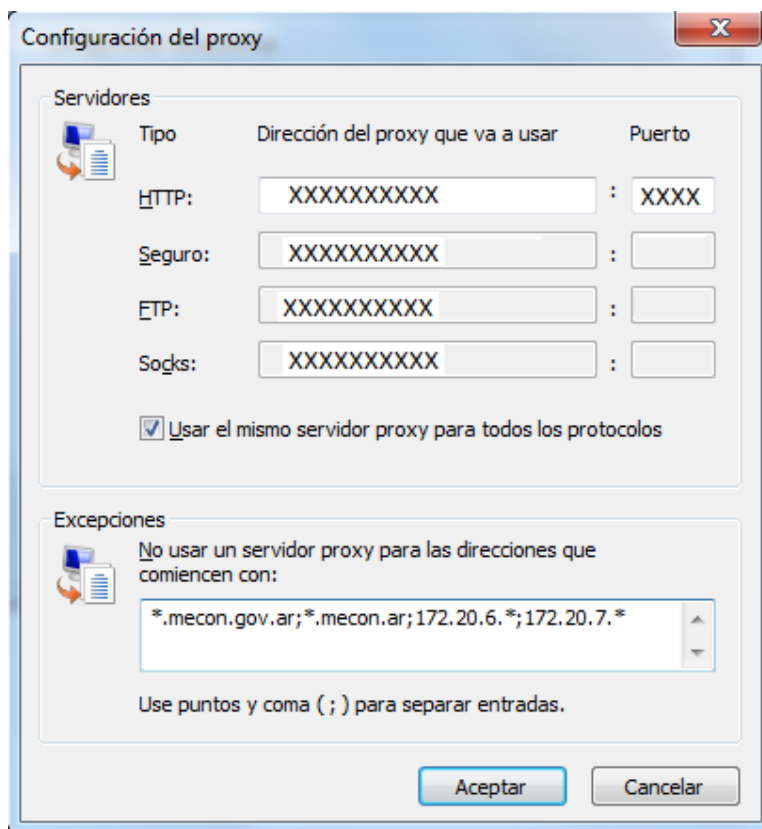 Configuración del proxy
X
Servidores
Tipo Dirección del proxy que va a usar Puerto
HTTP: XXXXXXXXXX : XXXX
Seguro: XXXXXXXXXX :
FTP: XXXXXXXXXX :
Socks: XXXXXXXXXX :
Usar el mismo servidor proxy para todos los protocolos
Excepciones
No usar un servidor proxy para las direcciones que
comiencen con:
*.mecon.gov.ar;*.mecon.ar;172.20.6.*;172.20.7.*
Use puntos y coma ( ; ) para separar entradas.
Aceptar Cancelar